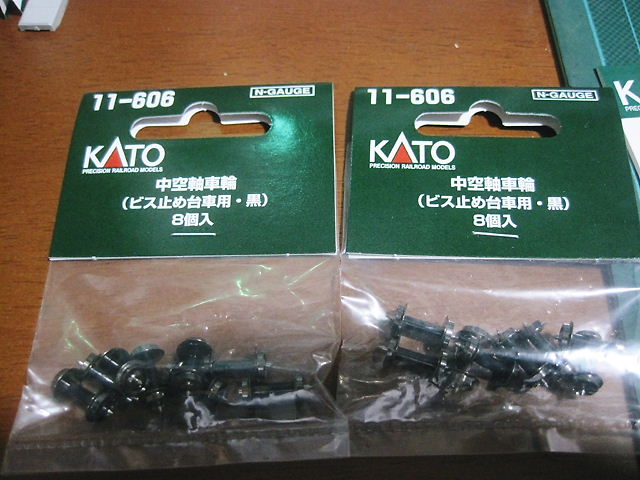 11-606
N-GAUGE
KATO
PRECISION RAILROAD MODELS
中空軸車輪
(ビス止め台車用・黒)
8個入
11-606
N-GAUGE
KATO
PRECISION RAILROAD MODELS
中空軸車輪
(ビス止め台車用・黒)
8個入
K
PREC